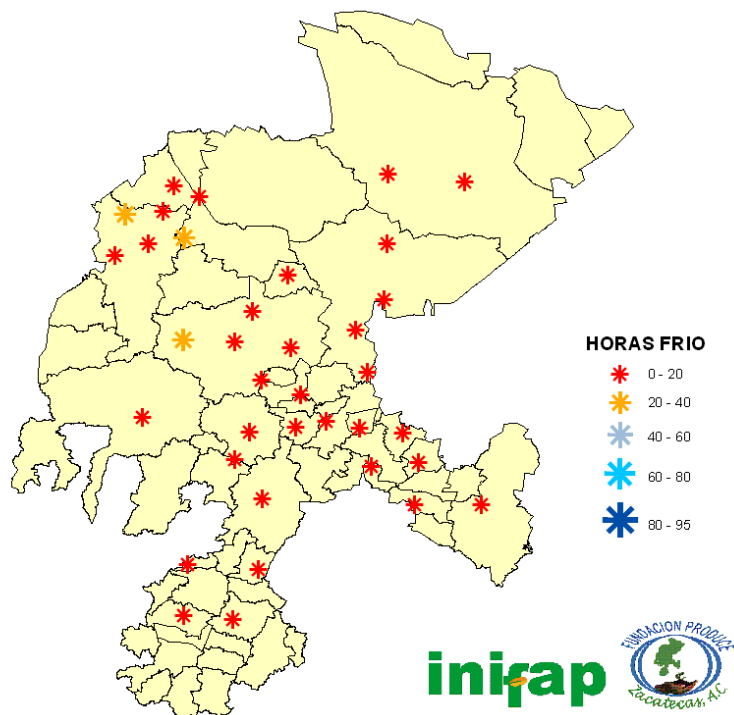 HORAS FRIO
0 - 20
20 - 40
40 - 60
60 - 80
80 - 95
inifap
FUNDACION PRODUCE
Zacatecas, A.C.